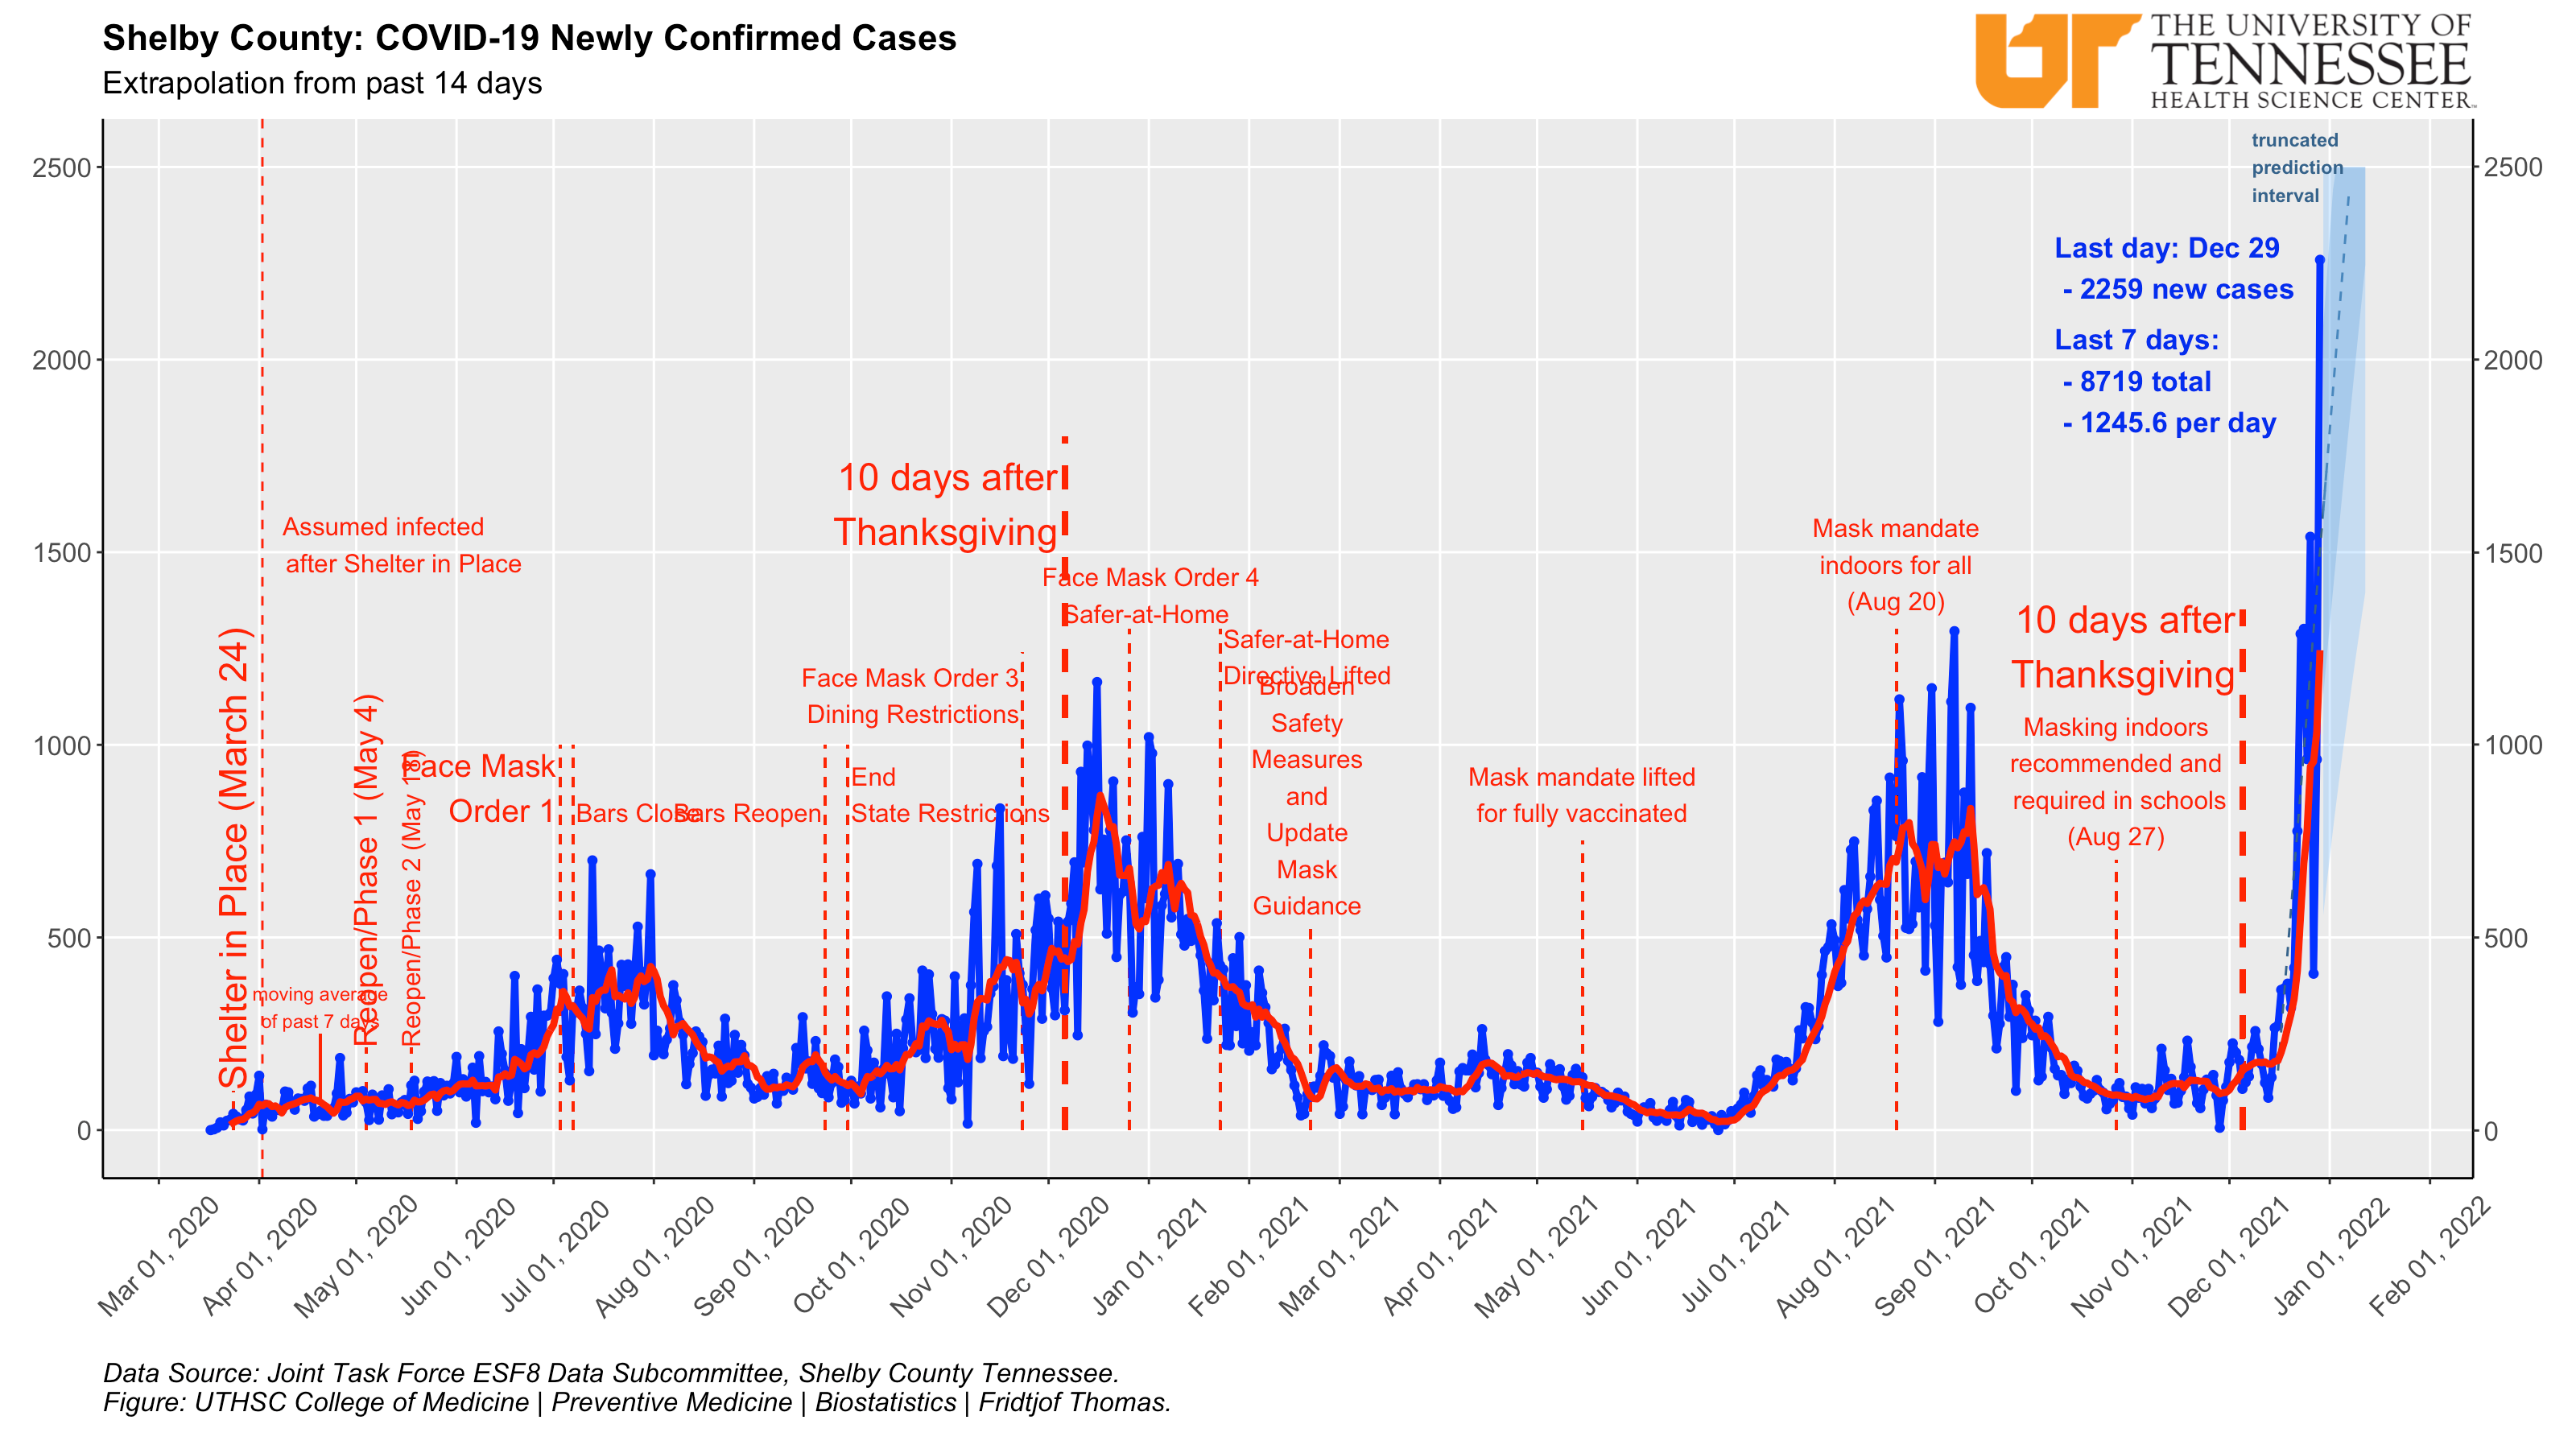 Shelby County: COVID-19 Newly Confirmed Cases
Extrapolation from past 14 days
THE UNIVERSITY OF
TENNESSEE
HEALTH SCIENCE CENTER
truncated
prediction
interval
Last day: Dec 29
- 2259 new cases
Last 7 days:
- 8719 total
- 1245.6 per day
2500
2000
1500
1000
500
0
2500
2000
1500
1000
500
0
Shelter in Place (March 24)
Assumed infected
after Shelter in Place
moving average
of past 7 days
Reopen/Phase 1 (May 4)
Reopen/Phase 2 (May 18)
Face Mask
Order 1
Bars Close
Bars Reopen
End
State Restrictions
Face Mask Order 3
Dining Restrictions
10 days after
Thanksgiving
Face Mask Order 4
Safer-at-Home
Safer-at-Home
Directive Lifted
Broaden
Safety
Measures
and
Update
Mask
Guidance
Mask mandate lifted
for fully vaccinated
Mask mandate
indoors for all
(Aug 20)
10 days after
Thanksgiving
Masking indoors
recommended and
required in schools
(Aug 27)
Mar 01, 2020
Apr 01, 2020
May 01, 2020
Jun 01, 2020
Jul 01, 2020
Aug 01, 2020
Sep 01, 2020
Oct 01, 2020
Nov 01, 2020
Dec 01, 2020
Jan 01, 2021
Feb 01, 2021
Mar 01, 2021
Apr 01, 2021
May 01, 2021
Jun 01, 2021
Jul 01, 2021
Aug 01, 2021
Sep 01, 2021
Oct 01, 2021
Nov 01, 2021
Dec 01, 2021
Jan 01, 2022
Feb 01, 2022
Data Source: Joint Task Force ESF8 Data Subcommittee, Shelby County Tennessee.
Figure: UTHSC College of Medicine | Preventive Medicine | Biostatistics | Fridtjof Thomas.